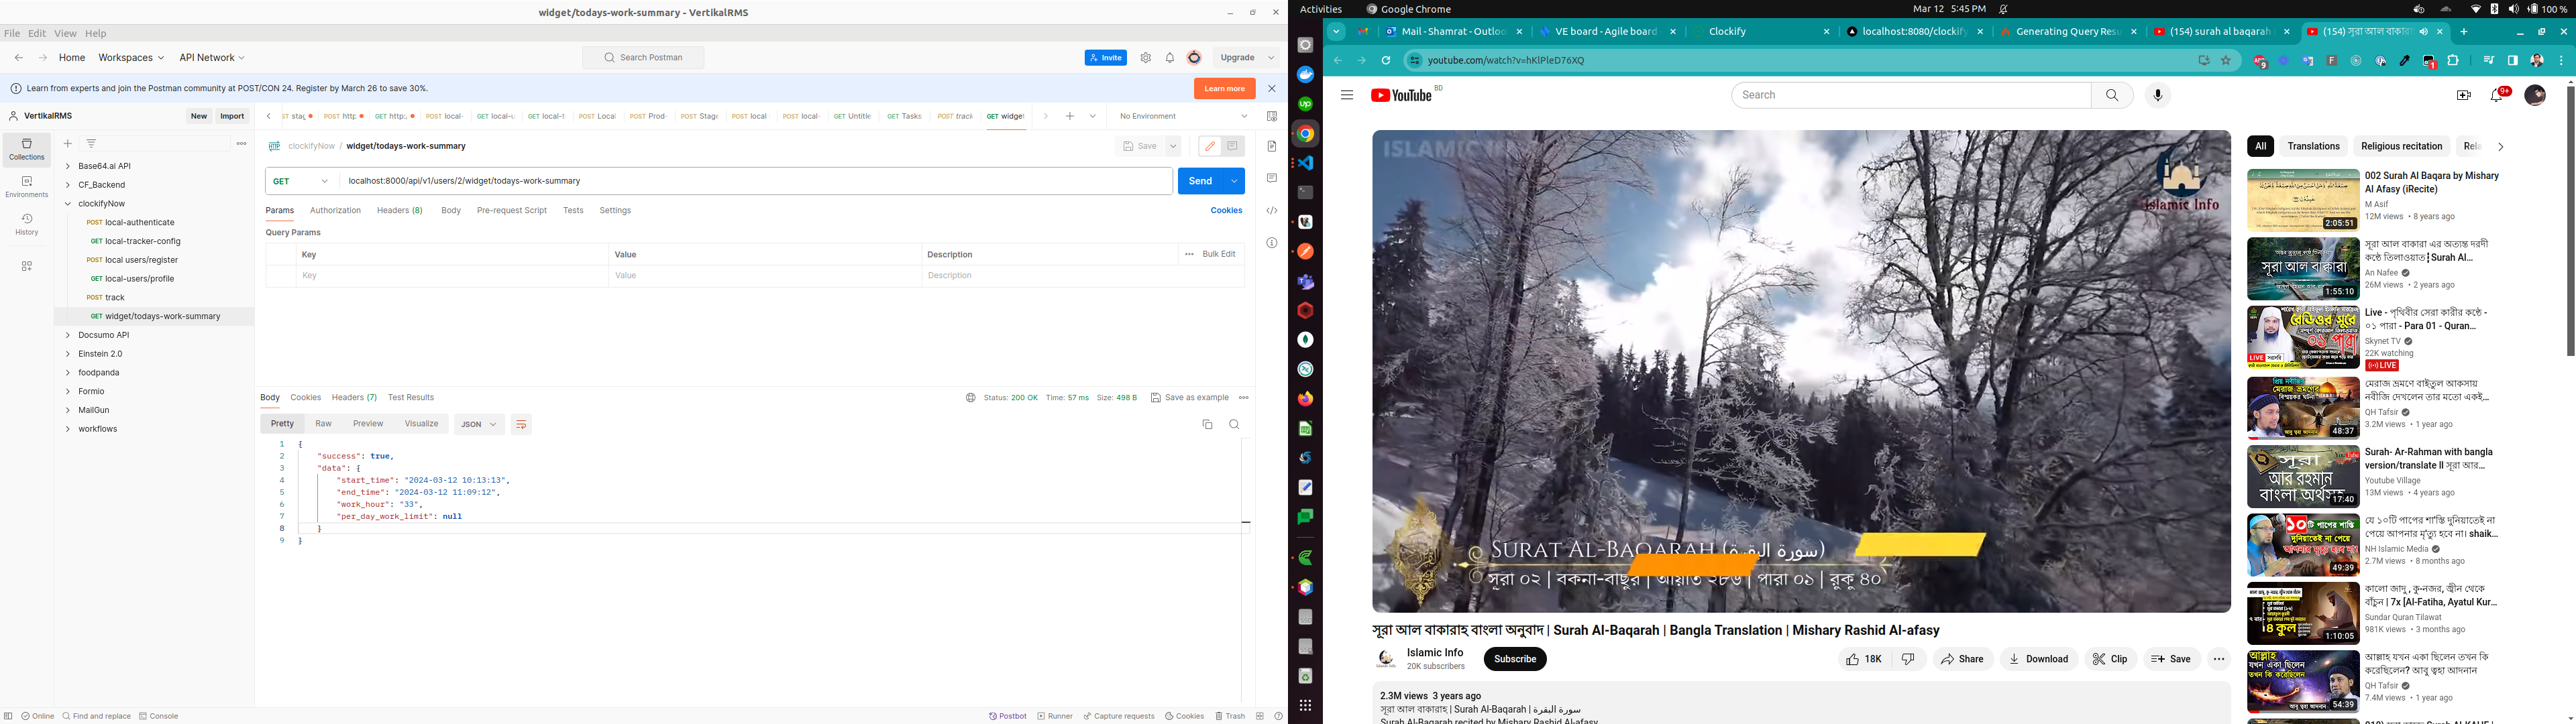 widget/todays-work-summary - VertikalRMS
File Edit View Help
Home Workspaces API Network
Search Postman
Invite
Upgrade
Learn from experts and join the Postman community at POST/CON 24. Register by March 26 to save 30%.
Learn more
VertikalRMS
New Import
POST http GET http: POST local- GET local-u GET local-t POST Local POST Prod- POST Stage POST local POST local- GET Untitle GET Tasks POST track GET widget
No Environment
Collections
Environments
History
Base64.ai API
CF_Backend
clockifyNow
POST local-authenticate
GET local-tracker-config
POST local users/register
GET local-users/profile
POST track
GET widget/todays-work-summary
Docsumo API
Einstein 2.0
foodpanda
Formio
MailGun
workflows
clockifyNow / widget/todays-work-summary
Save
GET localhost:8000/api/v1/users/2/widget/todays-work-summary
Send
Params Authorization Headers (8) Body Pre-request Script Tests Settings
Cookies
Query Params
Key Value Description
Bulk Edit
Key Value Description
Body Cookies Headers (7) Test Results
Status: 200 OK Time: 57 ms Size: 498 B Save as example
Pretty Raw Preview Visualize JSON
1 {
2 "success": true,
3 "data": {
4 "start_time": "2024-03-12 10:13:13",
5 "end_time": "2024-03-12 11:09:12",
6 "work_hour": "33",
7 "per_day_work_limit": null
8 }
9 }
Online Find and replace Console
Postbot Runner Capture requests Cookies Trash
Activities Google Chrome
Mar 12 5:45 PM
100 %
Mail - Shamrat - Outloo
VE board - Agile board
Clockify
localhost:8080/clockify
Generating Query Resu
(154) surah al baqarah
(154) সূরা আল বাকারা
youtube.com/watch?v=hKlPleD76XQ
YouTube BD
Search
9+
ISLAMIC
Islamic Info
SURAT AL-BAQARAH (سورة البقرة)
সূরা ০২ | বকনা-বাছুর | আয়াত ২৮৬ | পারা ০১ | রুকু ৪০
সূরা আল বাকারাহ বাংলা অনুবাদ | Surah Al-Baqarah | Bangla Translation | Mishary Rashid Al-afasy
Islamic Info
20K subscribers
Subscribe
18K Share Download Clip Save
2.3M views 3 years ago
সূরা আল বাকারাহ | Surah Al-Baqarah | سورة البقرة
Surah Al-Baqarah recited by Mishary Rashid Al-afasy
All Translations Religious recitation Rela
002 Surah Al Baqara by Mishary
Al Afasy (iRecite)
M Asif
12M views • 8 years ago
2:05:51
সূরা আল বাকারা এর অত্যন্ত দরদী
কণ্ঠে তিলাওয়াত┇Surah Al...
An Nafee
26M views • 2 years ago
সূরা আল বাক্বারা
1:55:10
Live - পৃথিবীর সেরা কারীর কণ্ঠে -
০১ পারা - Para 01 - Quran...
Skynet TV
22K watching
LIVE
রেডিওর সুরে
০১ পারা
LIVE
মেরাজ ভ্রমণে বাইতুল আকসায়
নবীজি দেখলেন তার মতো একই...
QH Tafsir
3.2M views • 1 year ago
48:37
Surah- Ar-Rahman with bangla
version/translate ll সূরা আর...
Youtube Village
13M views • 4 years ago
সূরা
আর রহমান
বাংলা অর্থসহ
17:40
যে ১০টি পাপের শা'স্তি দুনিয়াতেই না
পেয়ে আপনার মৃ'ত্যু হবে না। shaik...
NH Islamic Media
2.7M views • 8 months ago
49:39
কালো জাদু , কু-নজর, জ্বীন থেকে
বাঁচুন | 7x [Al-Fatiha, Ayatul Kur...
Sundar Quran Tilawat
981K views • 3 months ago
৪ কুল
1:10:05
আল্লাহ যখন একা ছিলেন তখন কি
করেছিলেন? আবু ত্বহা আদনান
QH Tafsir
7.4M views • 1 year ago
54:39